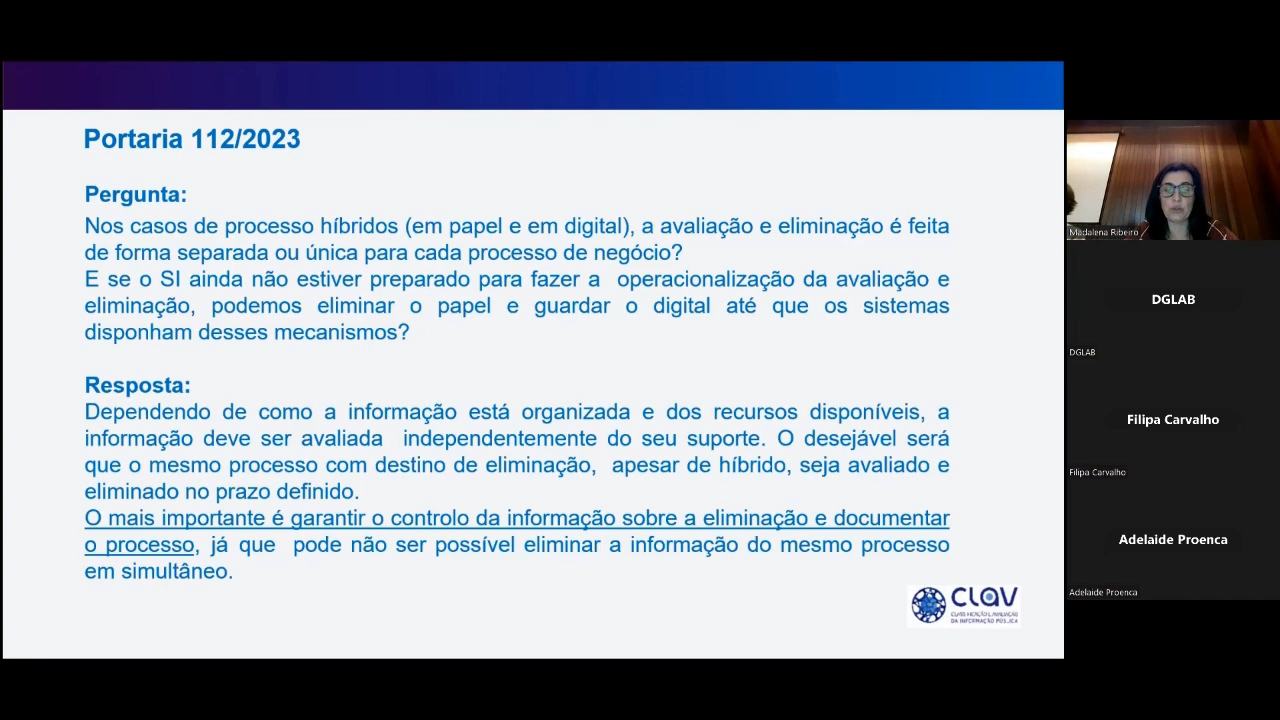 Portaria 112/2023
Pergunta:
Nos casos de processo híbridos (em papel e em digital), a avaliação e eliminação é feita
de forma separada ou única para cada processo de negócio?
E se o SI ainda não estiver preparado para fazer a operacionalização da avaliação e
eliminação, podemos eliminar o papel e guardar o digital até que os sistemas
disponham desses mecanismos?
Resposta:
Dependendo de como a informação está organizada e dos recursos disponíveis, a
informação deve ser avaliada independentemente do seu suporte. O desejável será
que o mesmo processo com destino de eliminação, apesar de híbrido, seja avaliado e
eliminado no prazo definido.
O mais importante é garantir o controlo da informação sobre a eliminação e documentar
o processo, já que pode não ser possível eliminar a informação do mesmo processo
em simultâneo.
CLAV
CLASSIFICAÇÃO E AVALIAÇÃO
DA INFORMAÇÃO PÚBLICA
Madalena Ribeiro
DGLAB
DGLAB
Filipa Carvalho
Filipa Carvalho
Adelaide Proenca
Adelaide Proenca